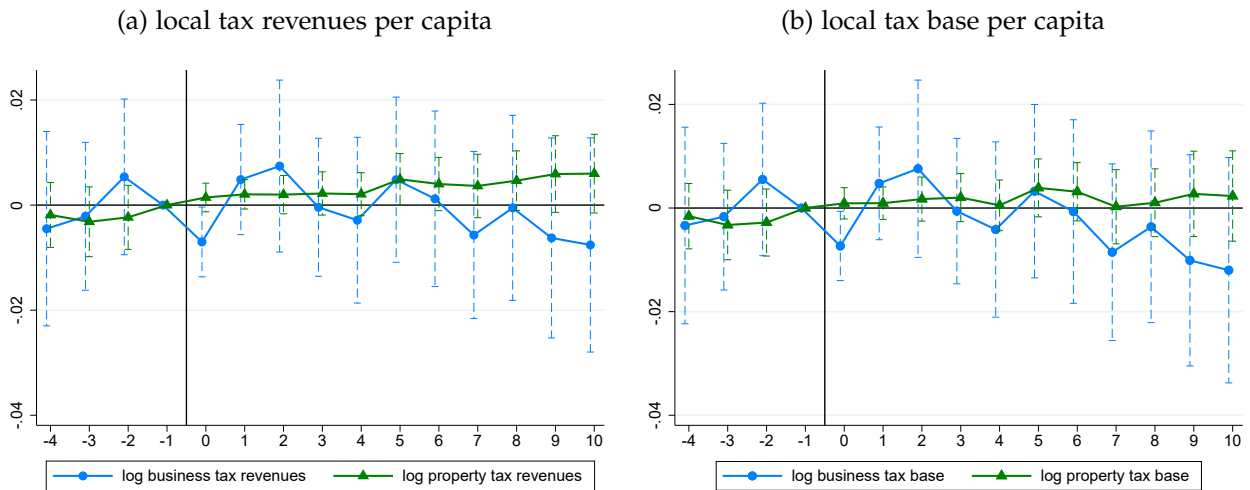 (a) local tax revenues per capita
.02
0
-.02
-.04
-4 -3 -2 -1 0 1 2 3 4 5 6 7 8 9 10
log business tax revenues log property tax revenues
(b) local tax base per capita
.02
0
-.02
-.04
-4 -3 -2 -1 0 1 2 3 4 5 6 7 8 9 10
log business tax base log property tax base